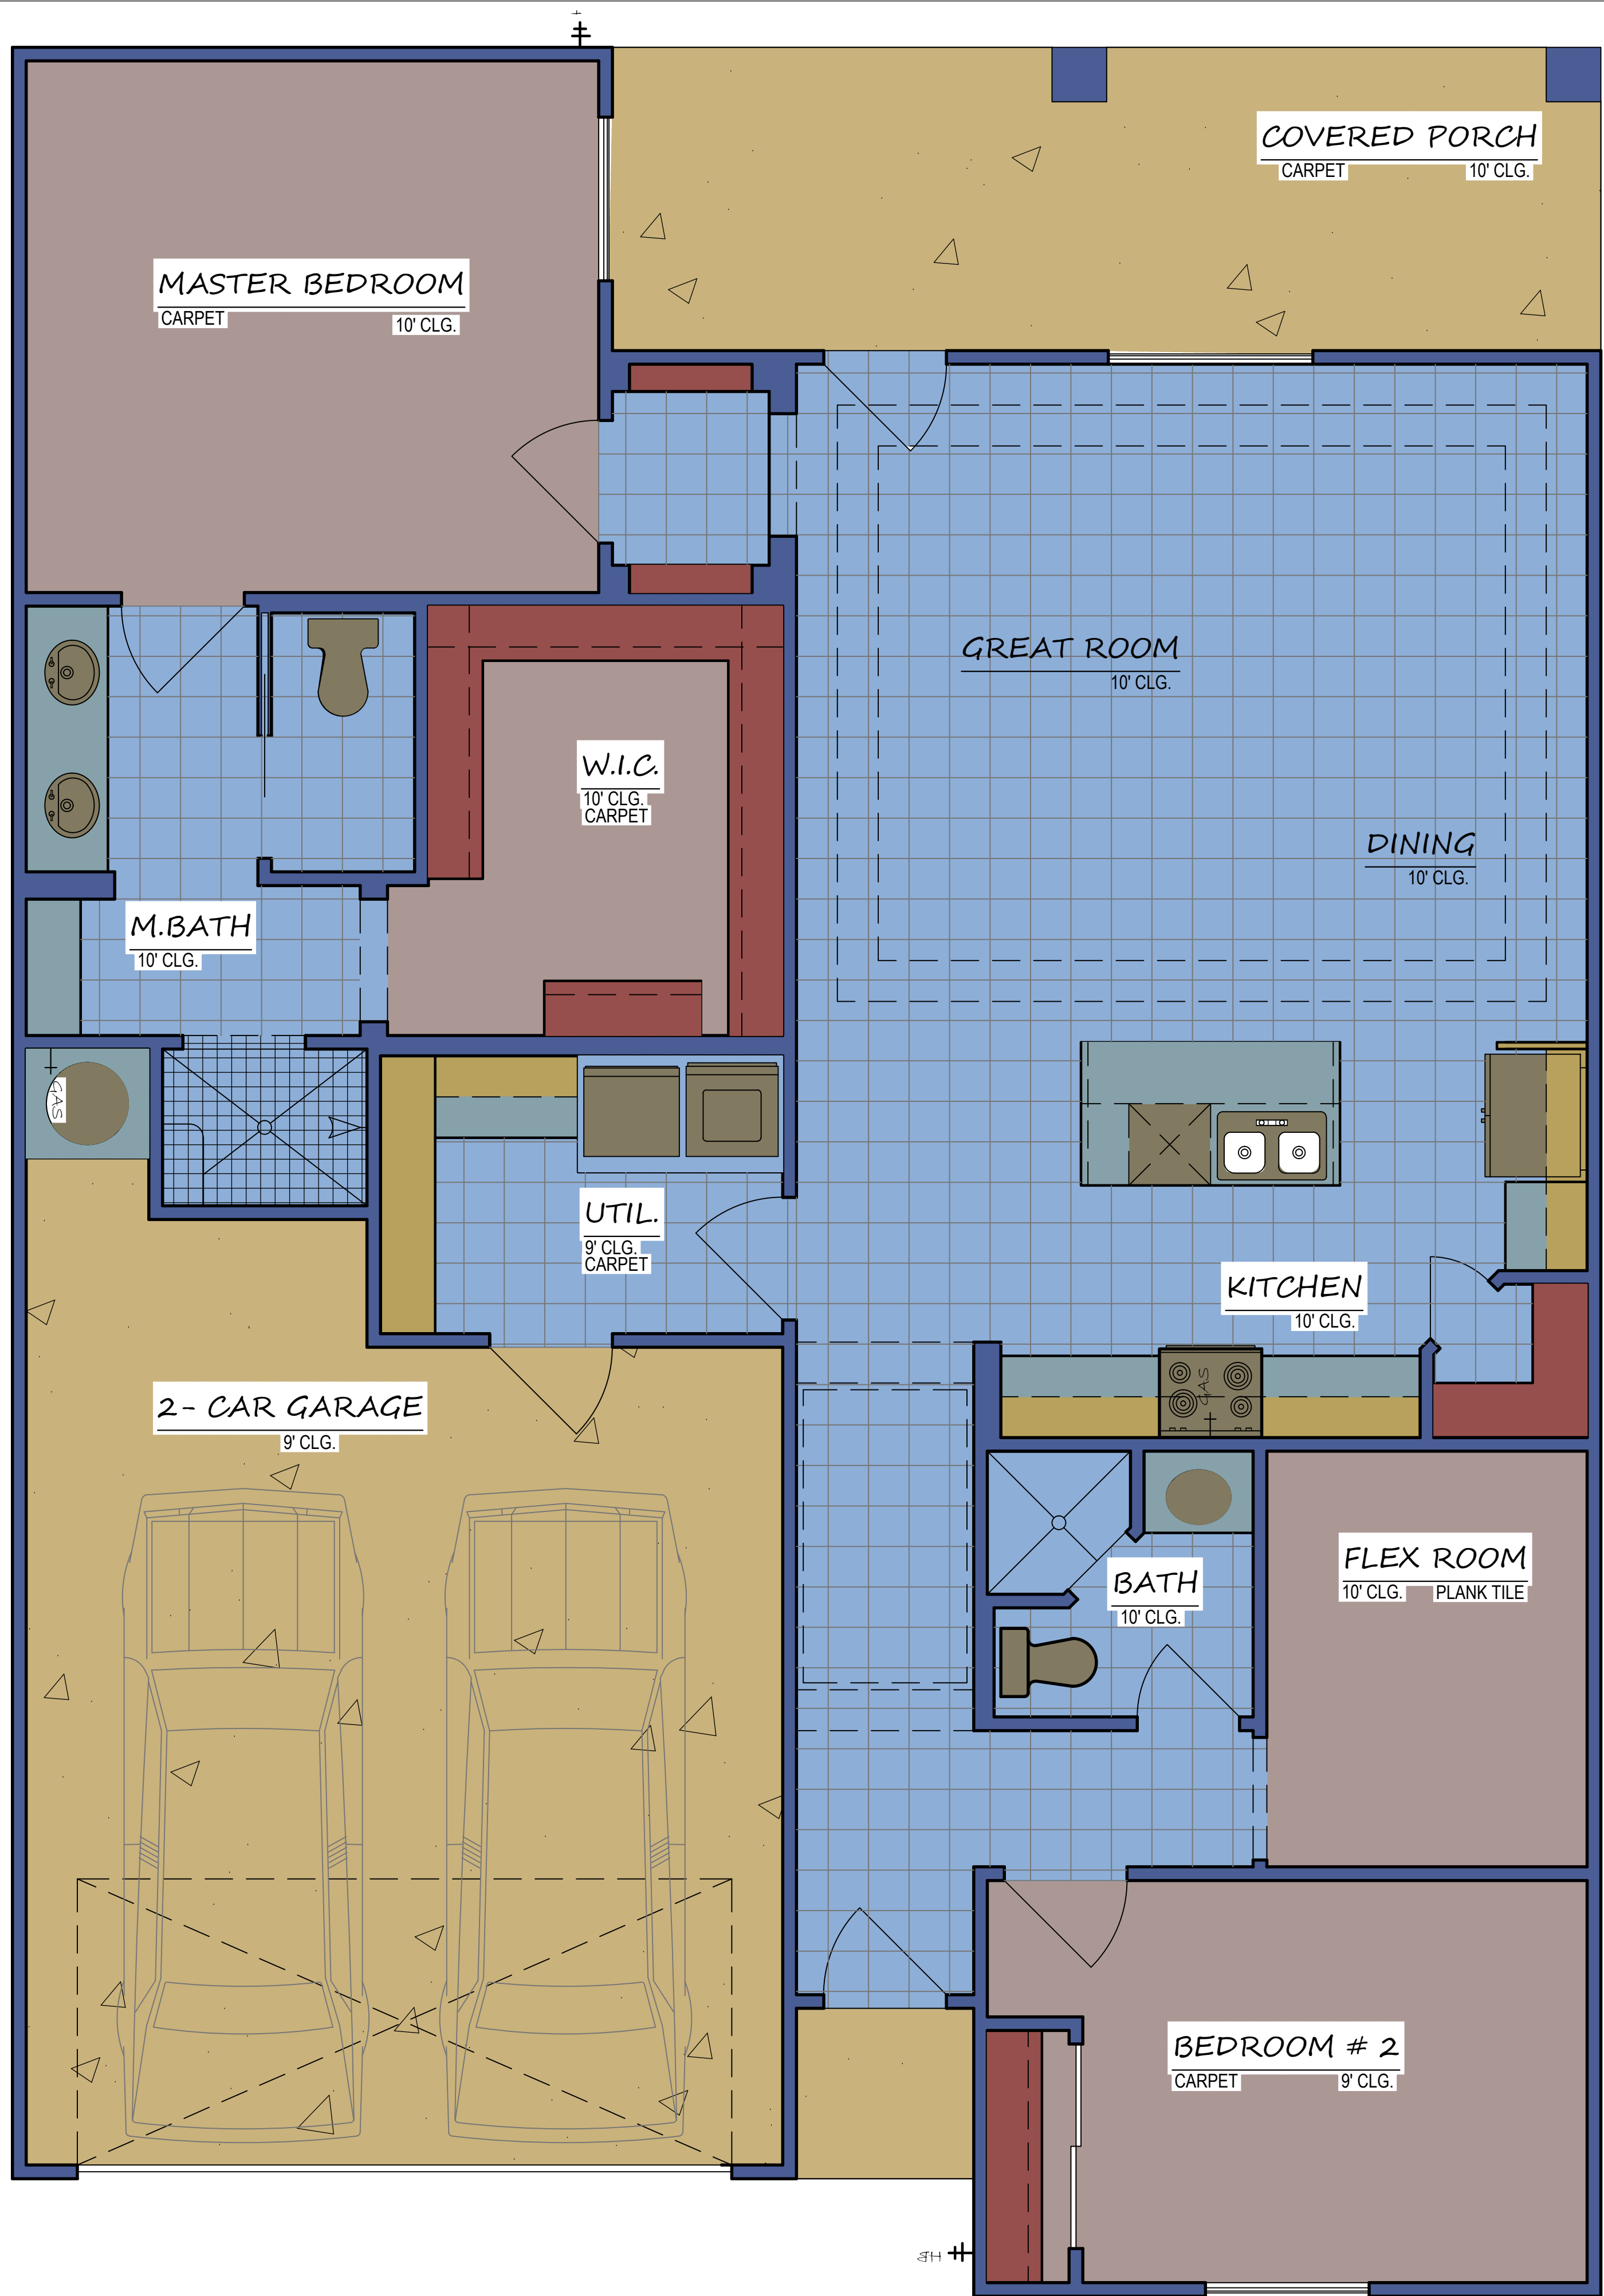 COVERED PORCH
CARPET 10' CLG.
MASTER BEDROOM
CARPET 10' CLG.
GREAT ROOM
10' CLG.
W.I.C.
10' CLG.
CARPET
DINING
10' CLG.
M.BATH
10' CLG.
GAS
UTIL.
9' CLG.
CARPET
KITCHEN
10' CLG.
GAS
2- CAR GARAGE
9' CLG.
FLEX ROOM
10' CLG. PLANK TILE
BATH
10' CLG.
BEDROOM # 2
CARPET 9' CLG.
HB